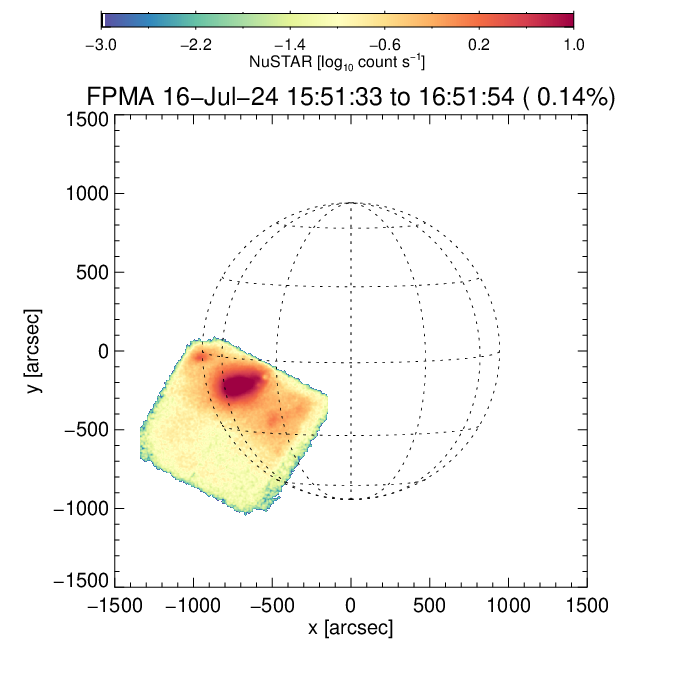 −3.0 −2.2 −1.4 −0.6 0.2 1.0
NuSTAR [log₁₀ count s⁻¹]
FPMA 16−Jul−24 15:51:33 to 16:51:54 ( 0.14%)
1500
1000
500
0
−500
−1000
−1500
y [arcsec]
−1500 −1000 −500 0 500 1000 1500
x [arcsec]